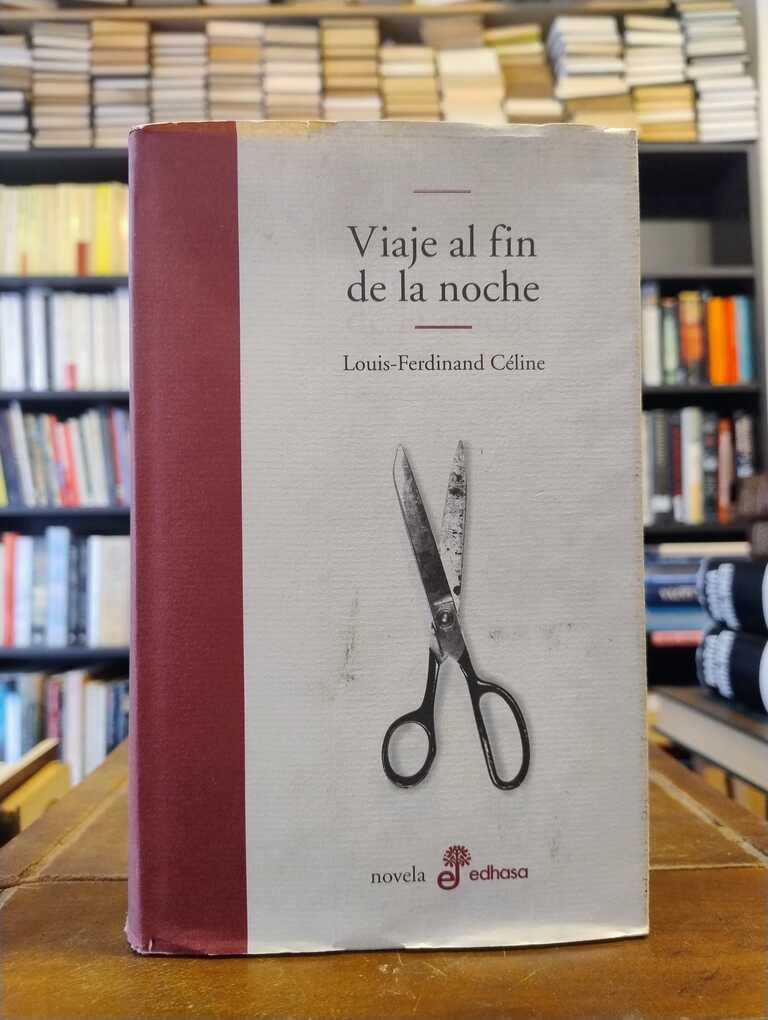 Viaje al fin
de la noche
Louis-Ferdinand Céline
novela edhasa